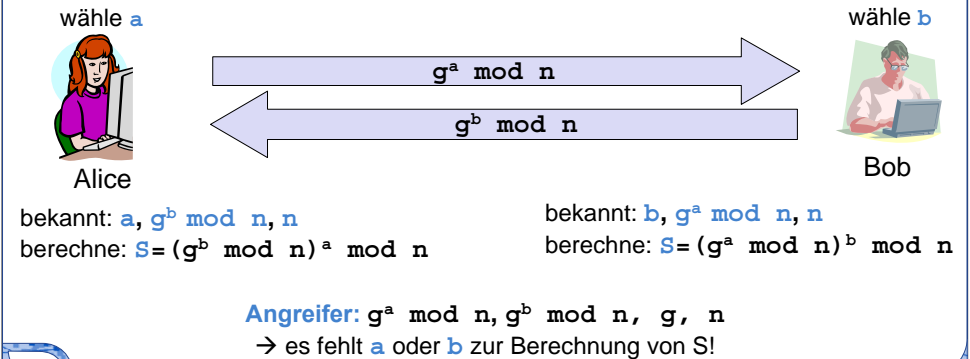 wähle a
wähle b
gᵃ mod n
gᵇ mod n
Alice
Bob
bekannt: a, gᵇ mod n, n
berechne: S=(gᵇ mod n)ᵃ mod n
bekannt: b, gᵃ mod n, n
berechne: S=(gᵃ mod n)ᵇ mod n
Angreifer: gᵃ mod n, gᵇ mod n, g, n
→ es fehlt a oder b zur Berechnung von S!